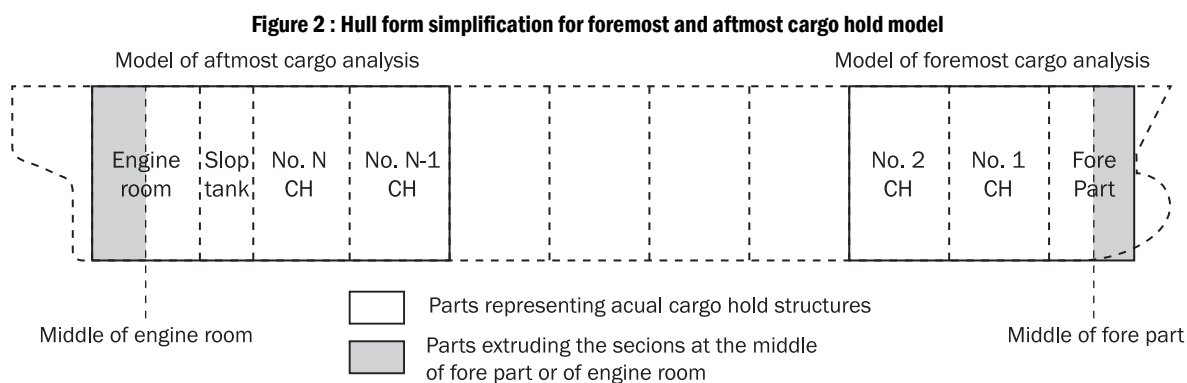 Figure 2 : Hull form simplification for foremost and aftmost cargo hold model
Model of aftmost cargo analysis
Model of foremost cargo analysis
Engine
room
Slop
tank
No. N
CH
No. N-1
CH
No. 2
CH
No. 1
CH
Fore
Part
Parts representing acual cargo hold structures
Middle of engine room
Middle of fore part
Parts extruding the secions at the middle
of fore part or of engine room